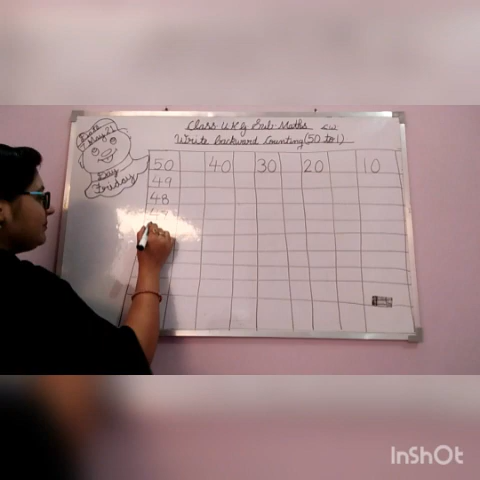 Class U.K.g Sub-Maths C.W
Write Backward Counting (50 to 1)
Day
Friday
50 40 30 20 10
49
48
InShOt